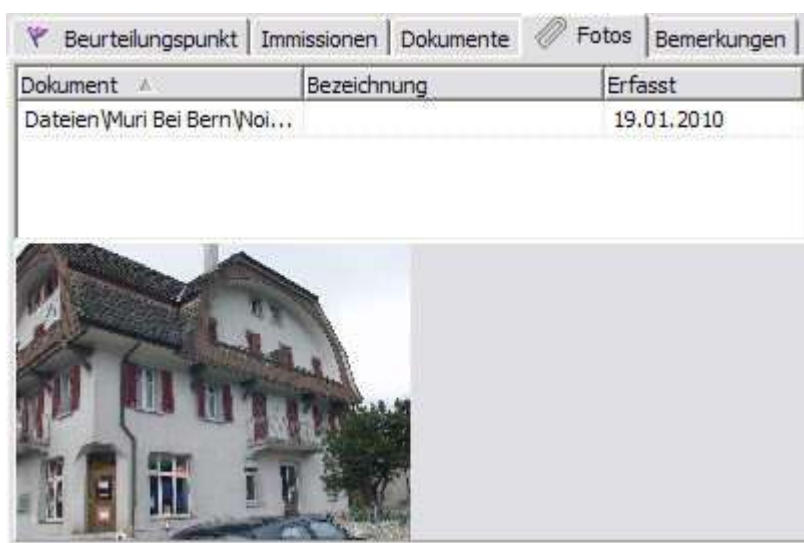 Beurteilungspunkt Immissionen Dokumente Fotos Bemerkungen
Dokument Bezeichnung Erfasst
Dateien\Muri Bei Bern\Noi... 19.01.2010